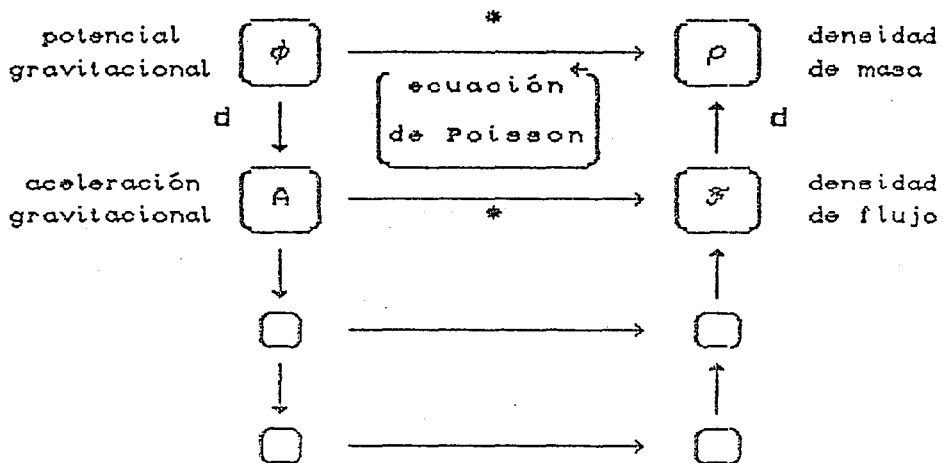 *
potencial
gravitacional
φ
ρ
densidad
de masa
ecuación
de Poisson
d
d
aceleración
gravitacional
A
*
ℱ
densidad
de flujo